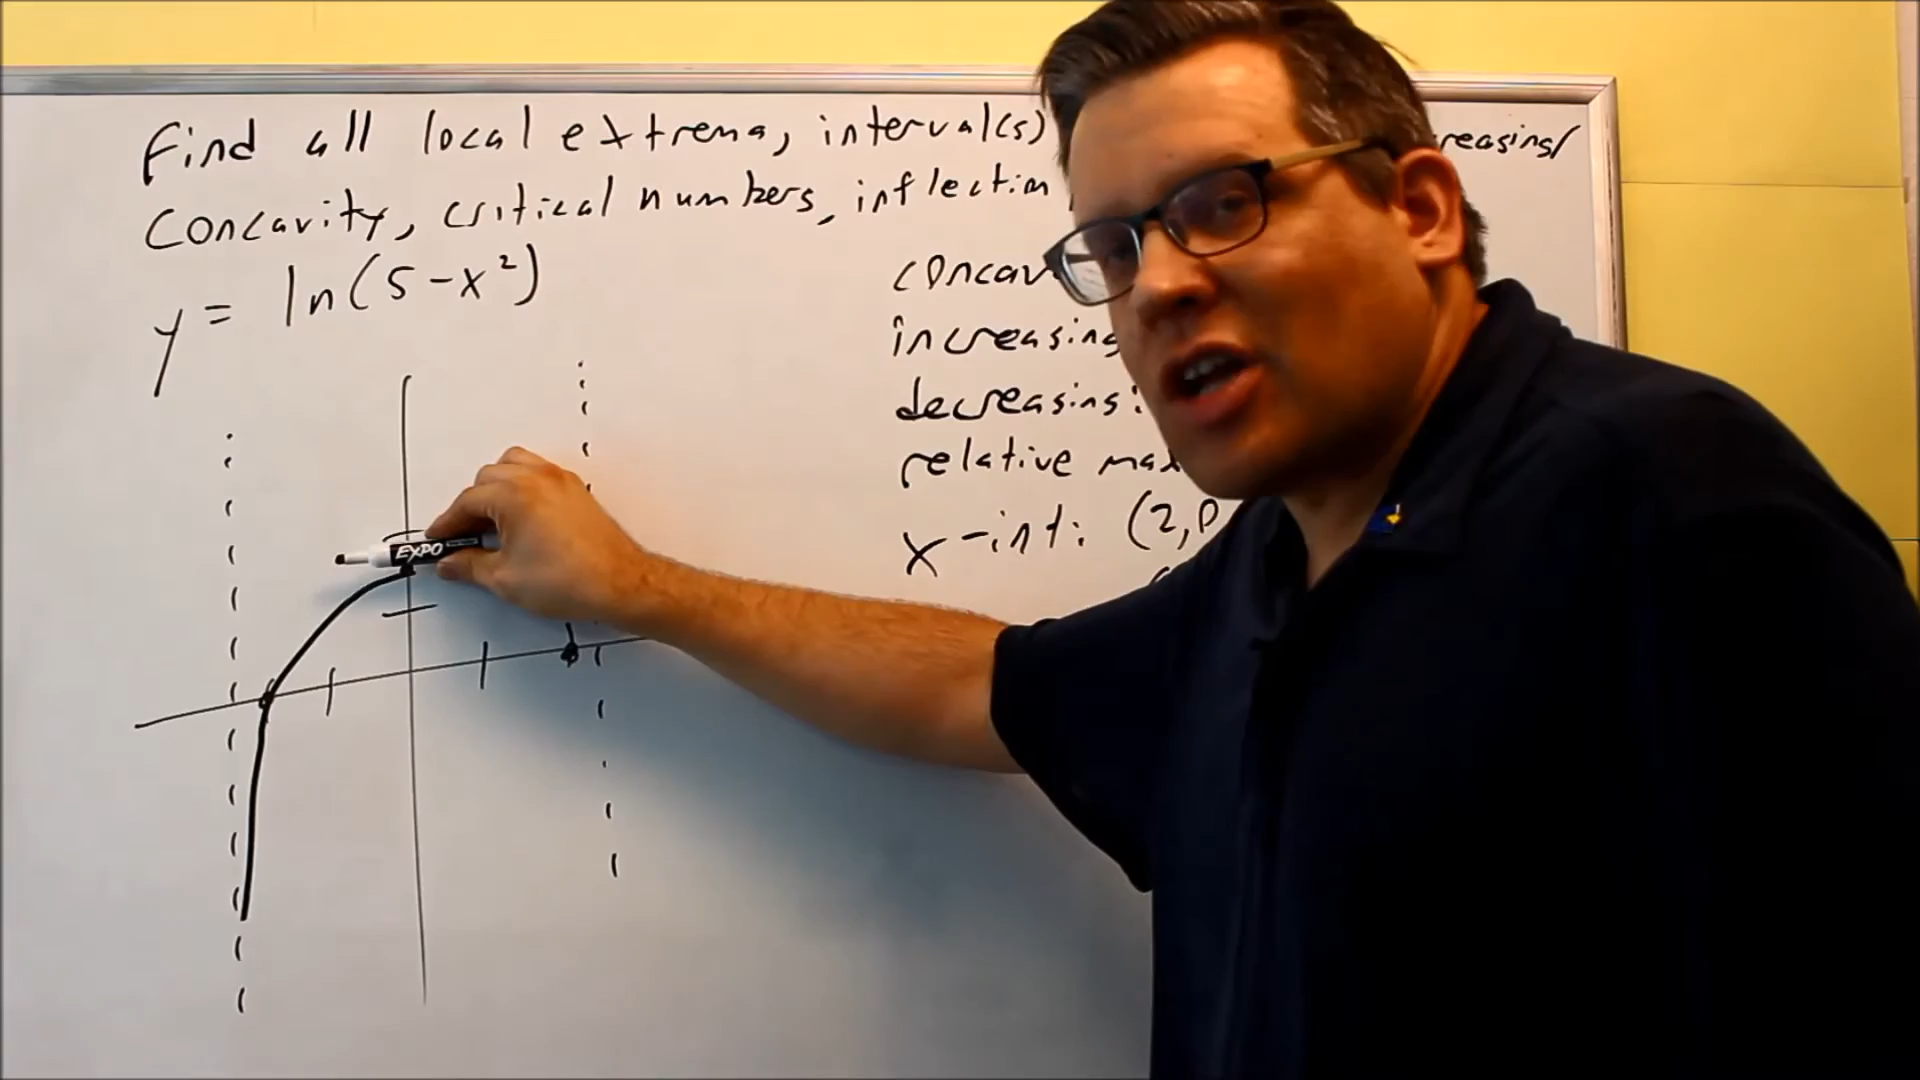 Find all local extrema, interval(s) reasing/
concavity, critical numbers, inflection
y = ln(5-x²)
concav
increasing
decreasing:
relative max
x-int: (2,0
EXPO